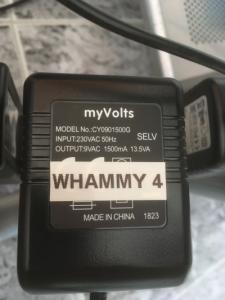 myVolts
MODEL No.:CY0901500G
INPUT:230VAC 50Hz
SELV
OUTPUT:9VAC 1500mA 13.5VA
WHAMMY 4
MADE IN CHINA 1823